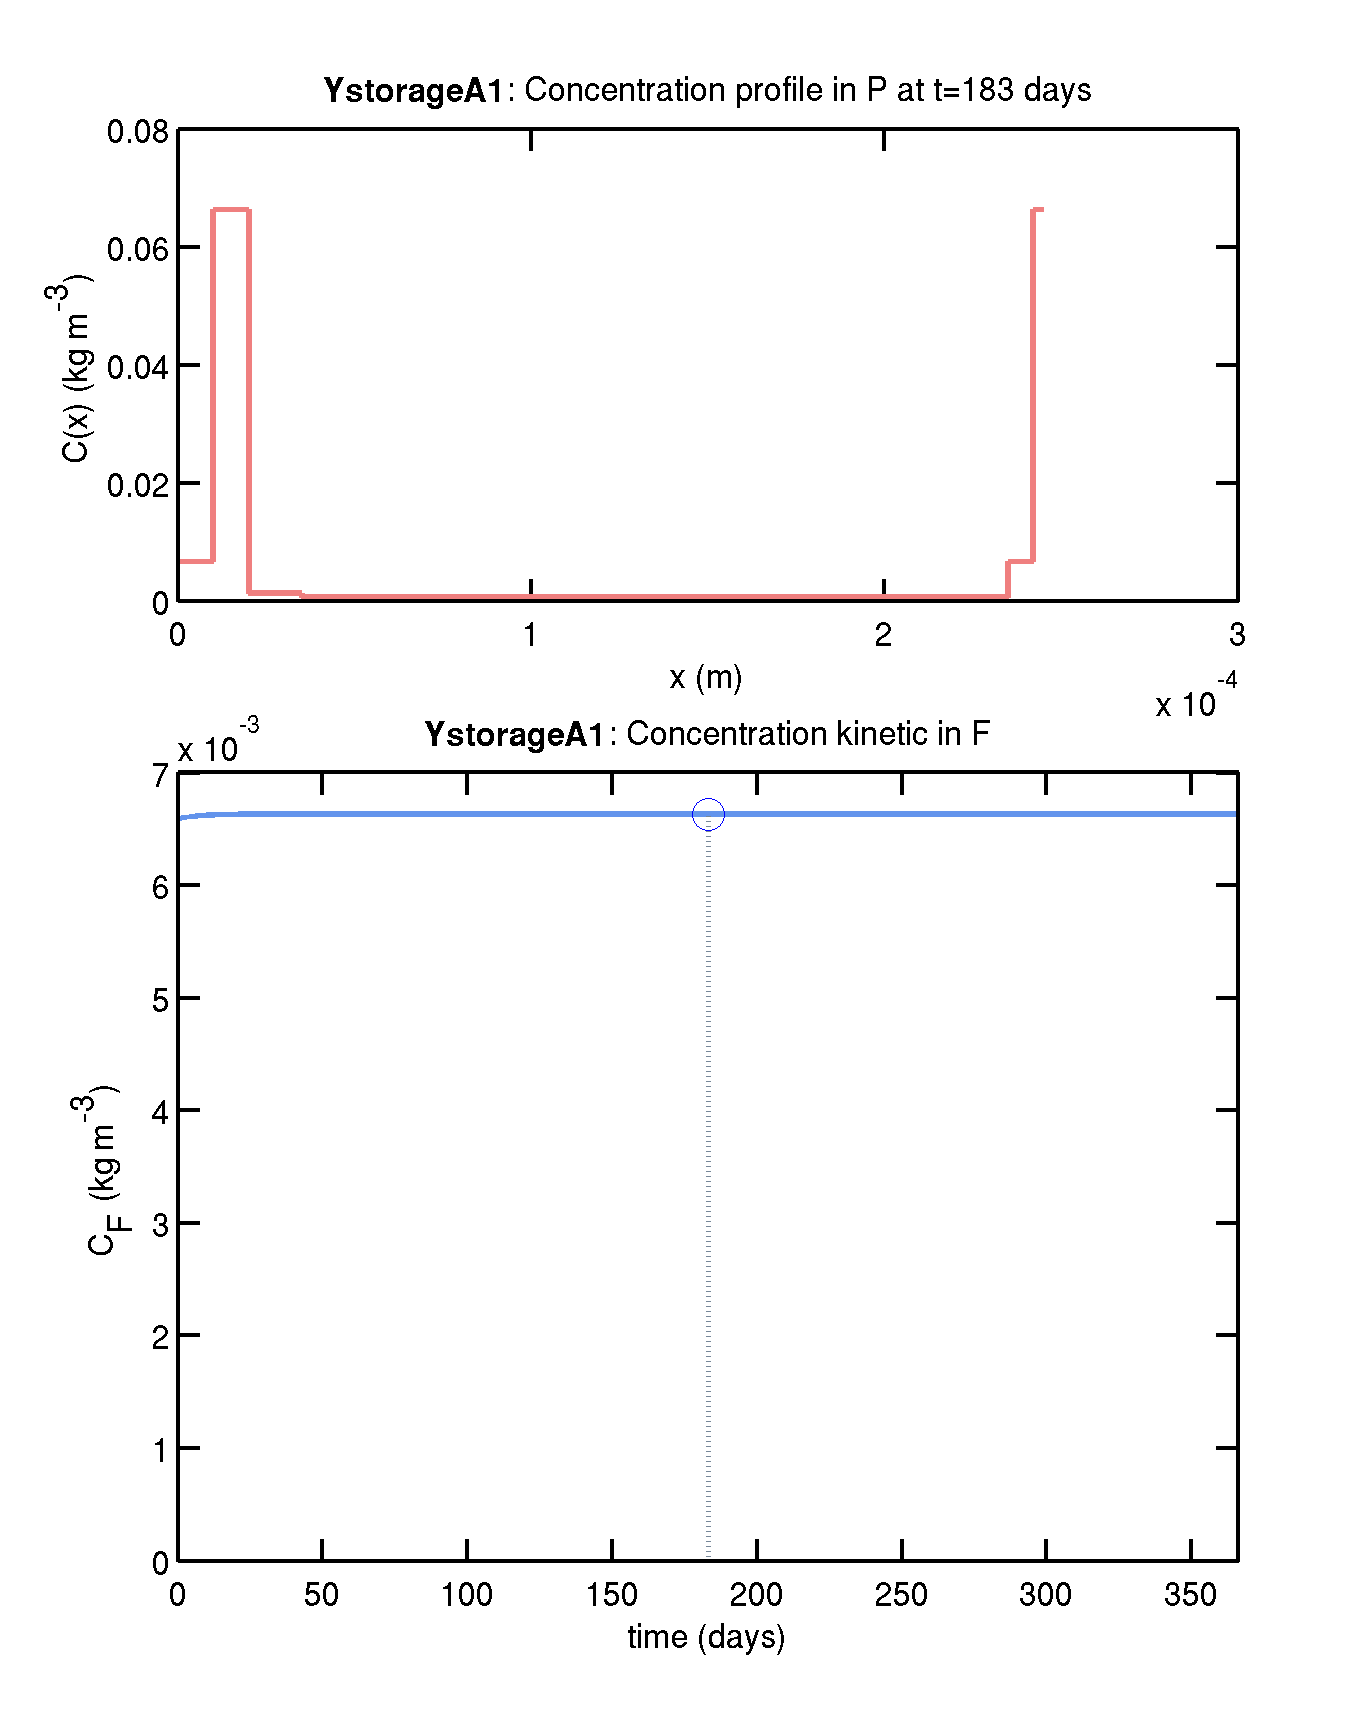 YstorageA1: Concentration profile in P at t=183 days
0.08
0.06
0.04
0.02
0
C(x) (kg m-3)
0 1 2 3
x (m)
x 10-4
YstorageA1: Concentration kinetic in F
x 10-3
7
6
5
4
3
2
1
0
CF (kg m-3)
0 50 100 150 200 250 300 350
time (days)